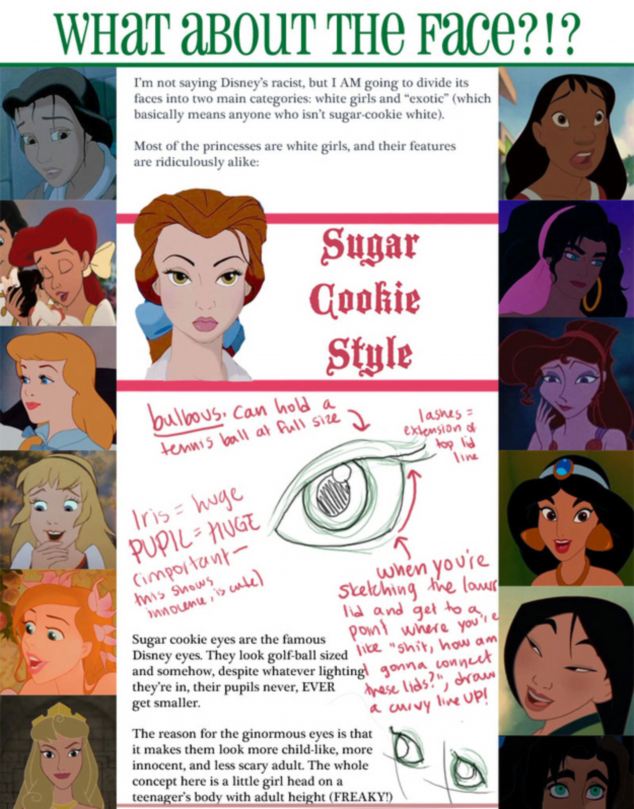 WHAT ABOUT THE FACE?!?
I'm not saying Disney's racist, but I AM going to divide its
faces into two main categories: white girls and “exotic” (which
basically means anyone who isn't sugar-cookie white).
Most of the princesses are white girls, and their features
are ridiculously alike:
Sugar
Cookie
Style
bulbous. can hold a
tennis ball at full size
lashes =
extension of
top lid
line
Iris = huge
PUPIL = HUGE
(important -
this shows
innocence, is cute)
when you're
sketching the lower
lid and get to a
point where you're
like "shit, how am
I gonna connect
these lids?", draw
a curvy line UP!
Sugar cookie eyes are the famous
Disney eyes. They look golf-ball sized
and somehow, despite whatever lighting
they're in, their pupils never, EVER
get smaller.
The reason for the ginormous eyes is that
it makes them look more child-like, more
innocent, and less scary adult. The whole
concept here is a little girl head on a
teenager's body with adult height (FREAKY!)